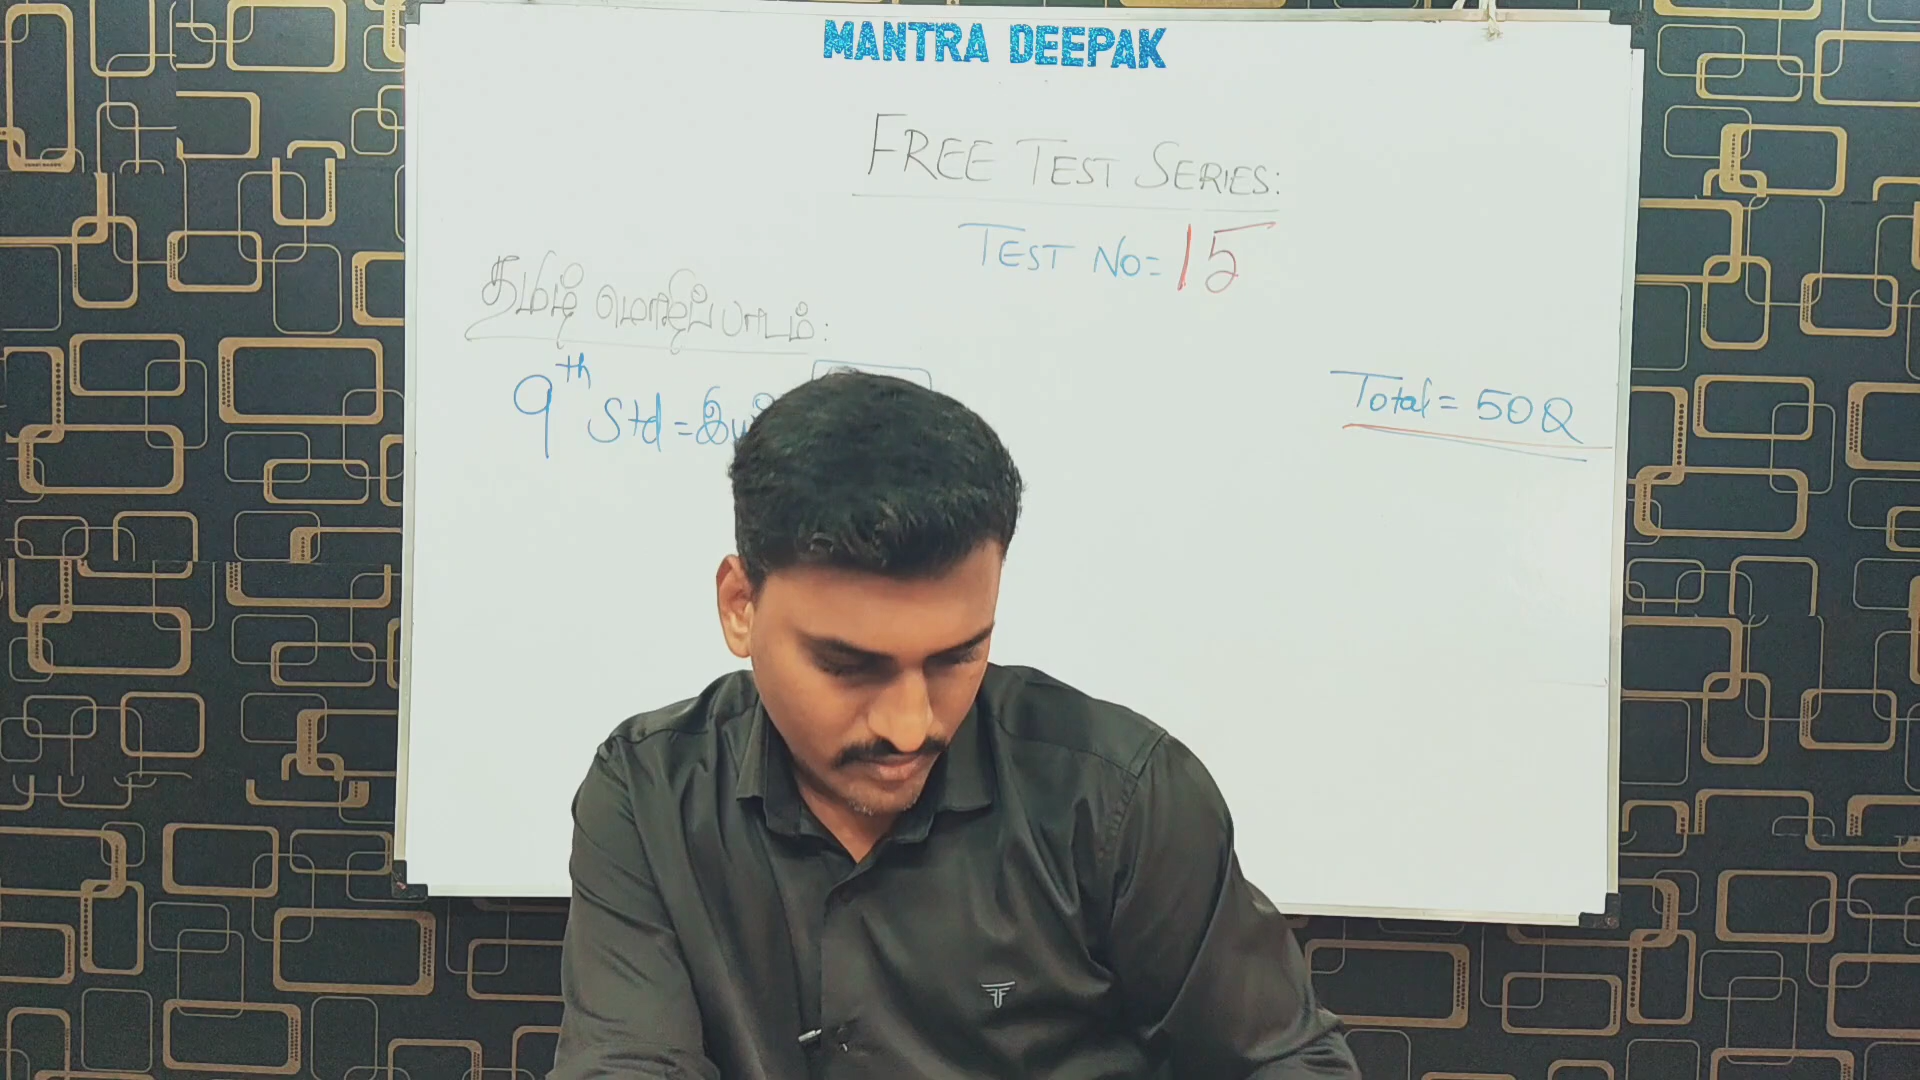 MANTRA DEEPAK
FREE TEST SERIES:
TEST NO= 15
தமிழ் மொழிப் பாடம்:
9th Std =
Total = 50Q